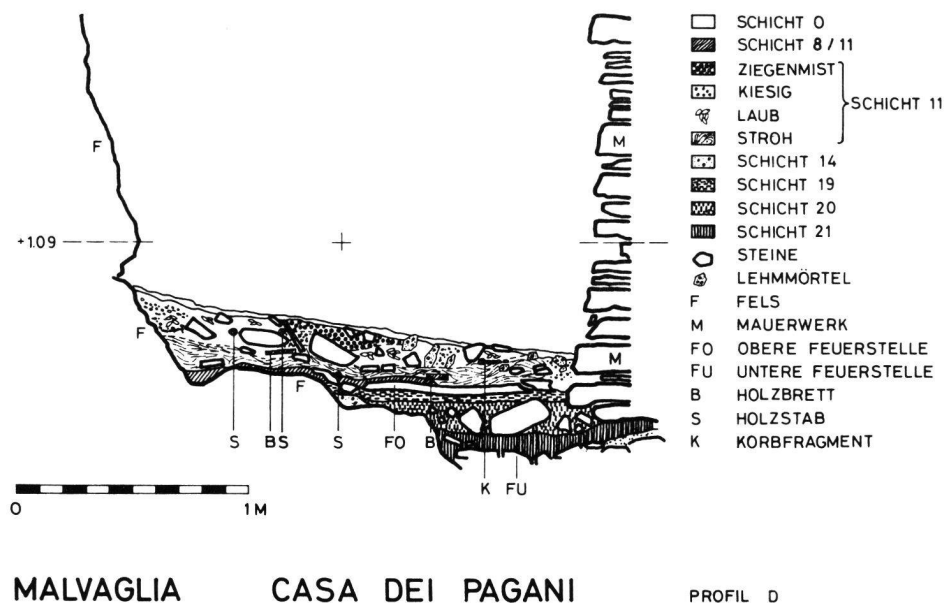 SCHICHT 0
SCHICHT 8/11
ZIEGENMIST
KIESIG
LAUB
STROH
SCHICHT 11
SCHICHT 14
SCHICHT 19
SCHICHT 20
SCHICHT 21
STEINE
LEHMMÖRTEL
F FELS
M MAUERWERK
FO OBERE FEUERSTELLE
FU UNTERE FEUERSTELLE
B HOLZBRETT
S HOLZSTAB
K KORBFRAGMENT
F
M
+1.09
F
M
F
S B S S FO B
K FU
0 1 M
MALVAGLIA CASA DEI PAGANI PROFIL D